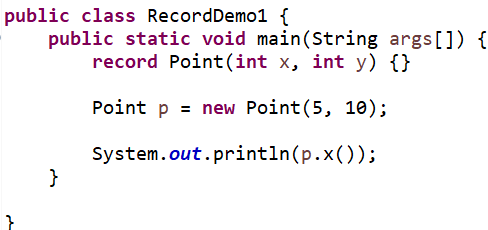 public class RecordDemo1 {
    public static void main(String args[]) {
        record Point(int x, int y) {}

        Point p = new Point(5, 10);

        System.out.println(p.x());
    }

}